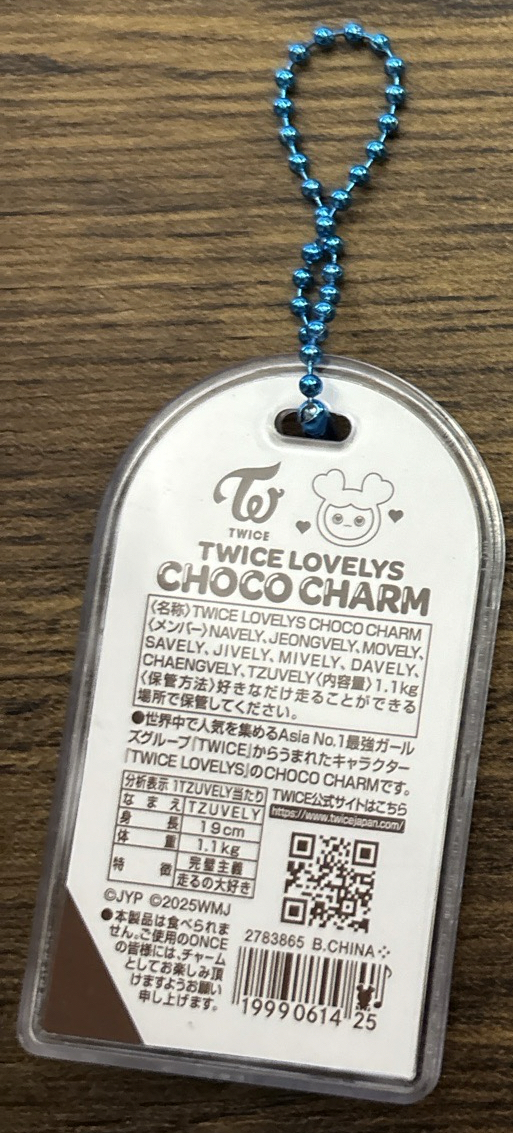 TWICE
TWICE LOVELYS
CHOCO CHARM
〈名称〉TWICE LOVELYS CHOCO CHARM
〈メンバー〉NAVELY、JEONGVELY、MOVELY、
SAVELY、JIVELY、MIVELY、DAVELY、
CHAENGVELY、TZUVELY〈内容量〉1.1kg
〈保管方法〉好きなだけ走ることができる
場所で保管してください。
●世界中で人気を集めるAsia No.1最強ガール
ズグループ「TWICE」からうまれたキャラクター
「TWICE LOVELYS」のCHOCO CHARMです。
分析表示 1TZUVELY当たり
なまえ TZUVELY
身長 19cm
体重 1.1kg
特徴 完璧主義
走るの大好き
TWICE公式サイトはこちら
https://www.twicejapan.com/
©JYP ©2025WMJ
●本製品は食べられま
せん。ご使用のONCE
の皆様には、チャーム
としてお楽しみ頂
けますようお願い
申し上げます。
2783865 B.CHINA
19990614 25